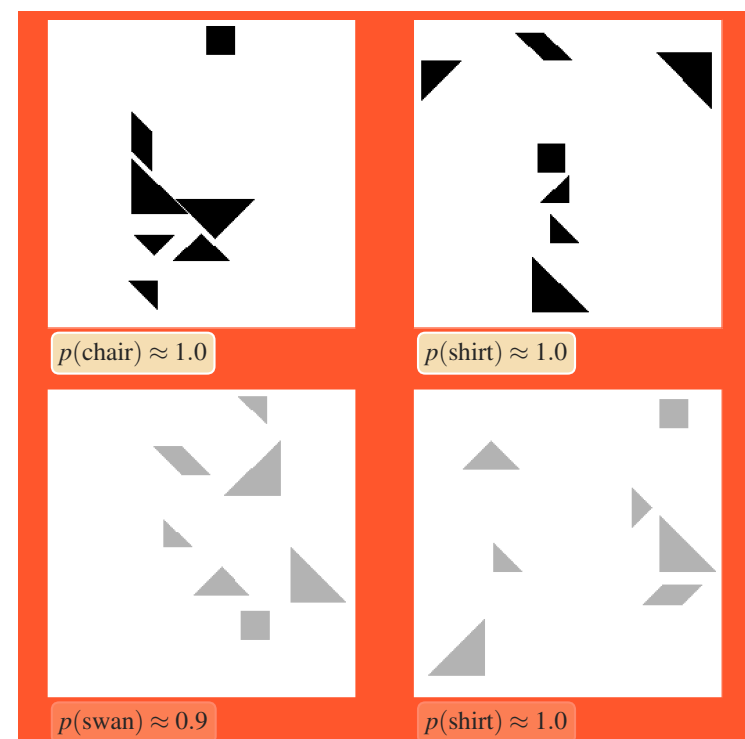 p(chair) ≈ 1.0
p(shirt) ≈ 1.0
p(swan) ≈ 0.9
p(shirt) ≈ 1.0